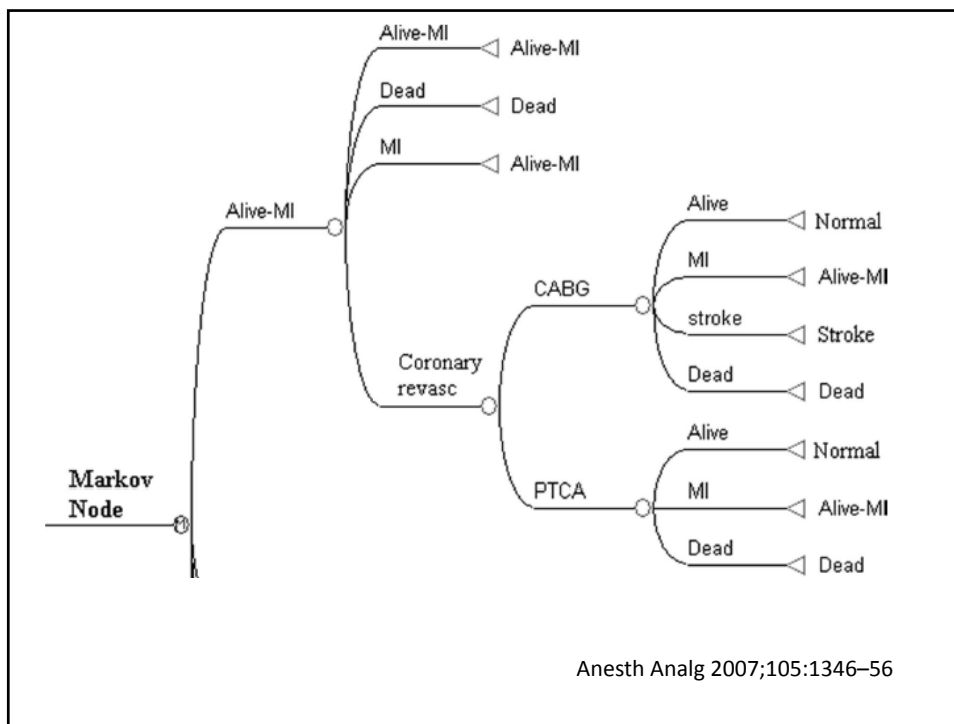 Alive-MI
Alive-MI
Dead
Dead
MI
Alive-MI
Alive-MI
Alive
Normal
MI
Alive-MI
CABG
stroke
Stroke
Coronary
revasc
Dead
Dead
Alive
Normal
Markov
Node
PTCA
MI
Alive-MI
M
Dead
Dead
Anesth Analg 2007;105:1346–56